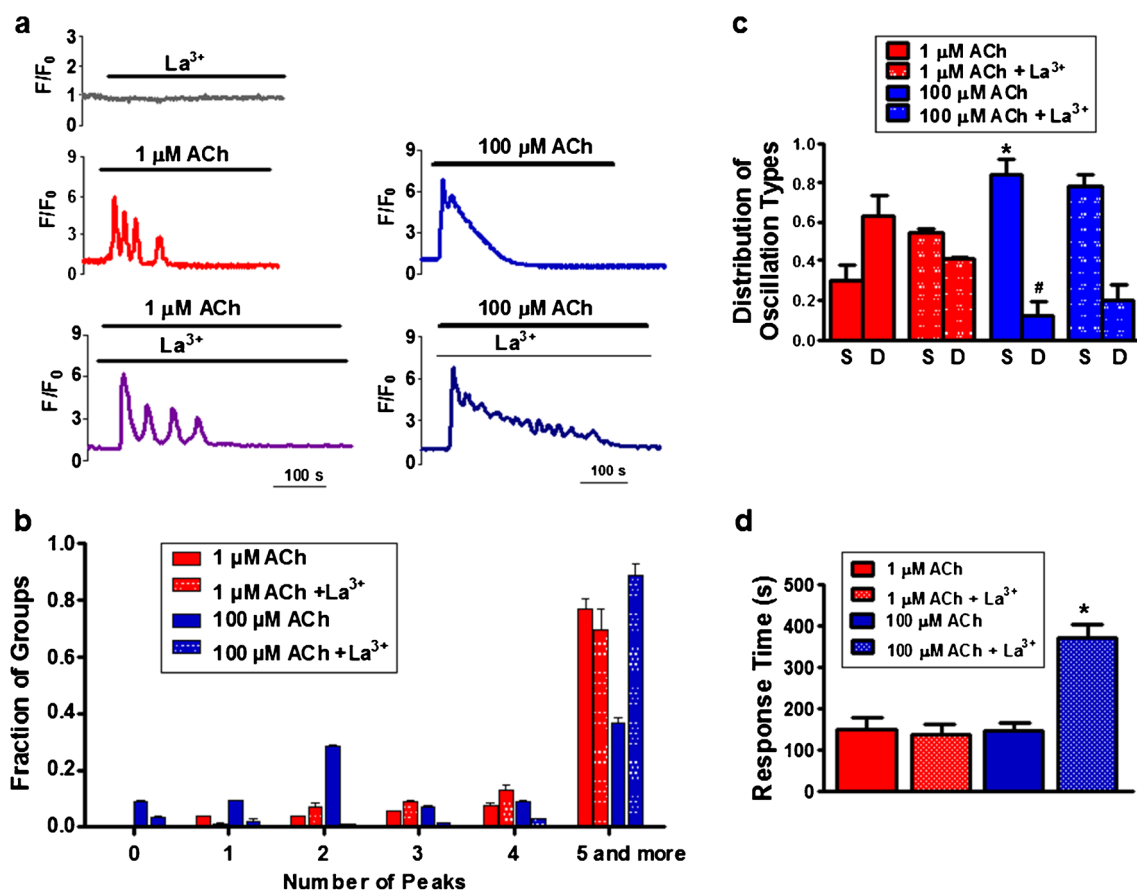 a
3
2
1
0
F/F₀
La³⁺
9
6
3
0
F/F₀
1 µM ACh
9
6
3
0
F/F₀
100 µM ACh
9
6
3
0
F/F₀
1 µM ACh
La³⁺
100 s
9
6
3
0
F/F₀
100 µM ACh
La³⁺
100 s
c
1 µM ACh
1 µM ACh + La³⁺
100 µM ACh
100 µM ACh + La³⁺
Distribution of
Oscillation Types
1.0
0.8
0.6
0.4
0.2
0.0
*
#
S D S D S D S D
b
1 µM ACh
1 µM ACh +La³⁺
100 µM ACh
100 µM ACh +La³⁺
Fraction of Groups
1.0
0.8
0.6
0.4
0.2
0.0
0 1 2 3 4 5 and more
Number of Peaks
d
1 µM ACh
1 µM ACh + La³⁺
100 µM ACh
100 µM ACh + La³⁺
Response Time (s)
500
400
300
200
100
0
*